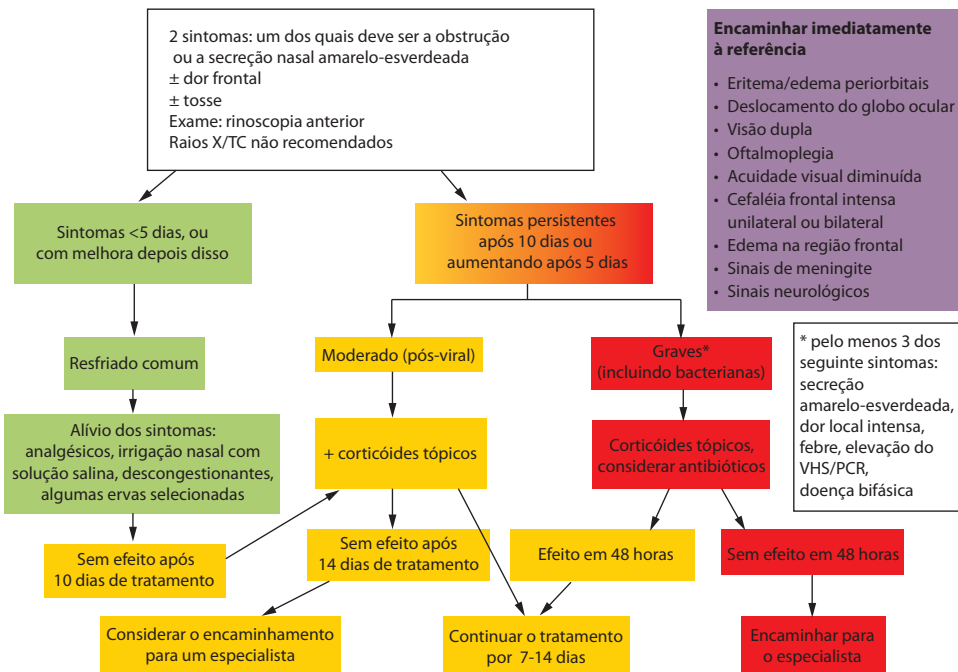 2 sintomas: um dos quais deve ser a obstrução
ou a secreção nasal amarelo-esverdeada
± dor frontal
± tosse
Exame: rinoscopia anterior
Raios X/TC não recomendados
Encaminhar imediatamente
à referência
• Eritema/edema periorbitais
• Deslocamento do globo ocular
• Visão dupla
• Oftalmoplegia
• Acuidade visual diminuída
• Cefaléia frontal intensa
unilateral ou bilateral
• Edema na região frontal
• Sinais de meningite
• Sinais neurológicos
Sintomas <5 dias, ou
com melhora depois disso
Sintomas persistentes
após 10 dias ou
aumentando após 5 dias
Resfriado comum
Moderado (pós-viral)
Graves*
(incluindo bacterianas)
* pelo menos 3 dos
seguinte sintomas:
secreção
amarelo-esverdeada,
dor local intensa,
febre, elevação do
VHS/PCR,
doença bifásica
Alívio dos sintomas:
analgésicos, irrigação nasal com
solução salina, descongestionantes,
algumas ervas selecionadas
+ corticóides tópicos
Corticóides tópicos,
considerar antibióticos
Sem efeito após
10 dias de tratamento
Sem efeito após
14 dias de tratamento
Efeito em 48 horas
Sem efeito em 48 horas
Considerar o encaminhamento
para um especialista
Continuar o tratamento
por 7-14 dias
Encaminhar para
o especialista